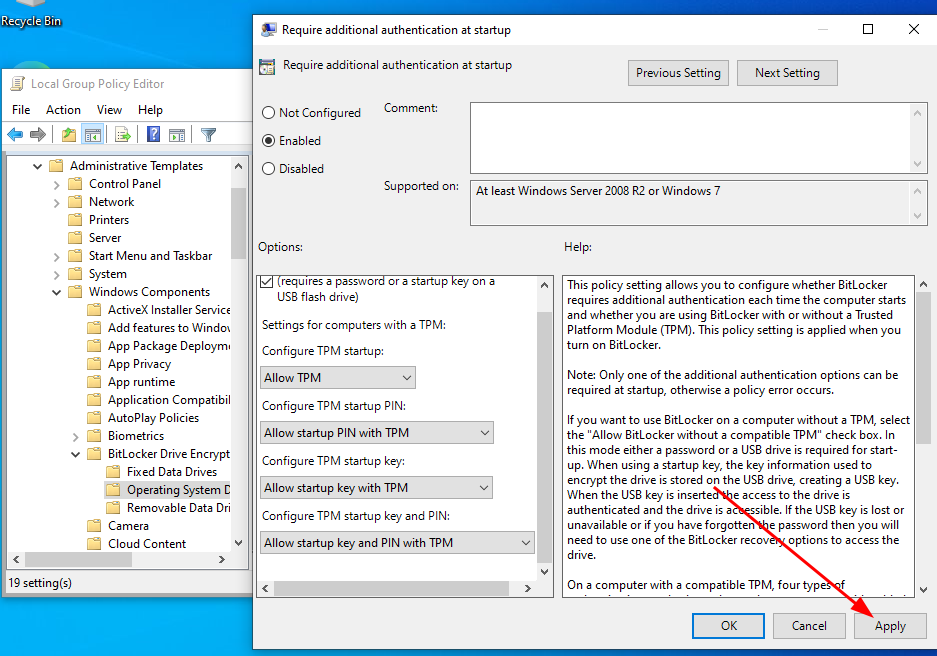 Recycle Bin
Local Group Policy Editor
File Action View Help
Administrative Templates
Control Panel
Network
Printers
Server
Start Menu and Taskbar
System
Windows Components
ActiveX Installer Service
Add features to Window
App Package Deployme
App Privacy
App runtime
Application Compatibil
AutoPlay Policies
Biometrics
BitLocker Drive Encrypt
Fixed Data Drives
Operating System D
Removable Data Dri
Camera
Cloud Content
19 setting(s)
Require additional authentication at startup
Require additional authentication at startup
Previous Setting
Next Setting
Not Configured
Enabled
Disabled
Comment:
Supported on:
At least Windows Server 2008 R2 or Windows 7
Options:
Help:
(requires a password or a startup key on a
USB flash drive)
Settings for computers with a TPM:
Configure TPM startup:
Allow TPM
Configure TPM startup PIN:
Allow startup PIN with TPM
Configure TPM startup key:
Allow startup key with TPM
Configure TPM startup key and PIN:
Allow startup key and PIN with TPM
This policy setting allows you to configure whether BitLocker
requires additional authentication each time the computer starts
and whether you are using BitLocker with or without a Trusted
Platform Module (TPM). This policy setting is applied when you
turn on BitLocker.
Note: Only one of the additional authentication options can be
required at startup, otherwise a policy error occurs.
If you want to use BitLocker on a computer without a TPM, select
the "Allow BitLocker without a compatible TPM" check box. In
this mode either a password or a USB drive is required for start-
up. When using a startup key, the key information used to
encrypt the drive is stored on the USB drive, creating a USB key.
When the USB key is inserted the access to the drive is
authenticated and the drive is accessible. If the USB key is lost or
unavailable or if you have forgotten the password then you will
need to use one of the BitLocker recovery options to access the
drive.
On a computer with a compatible TPM, four types of
OK
Cancel
Apply